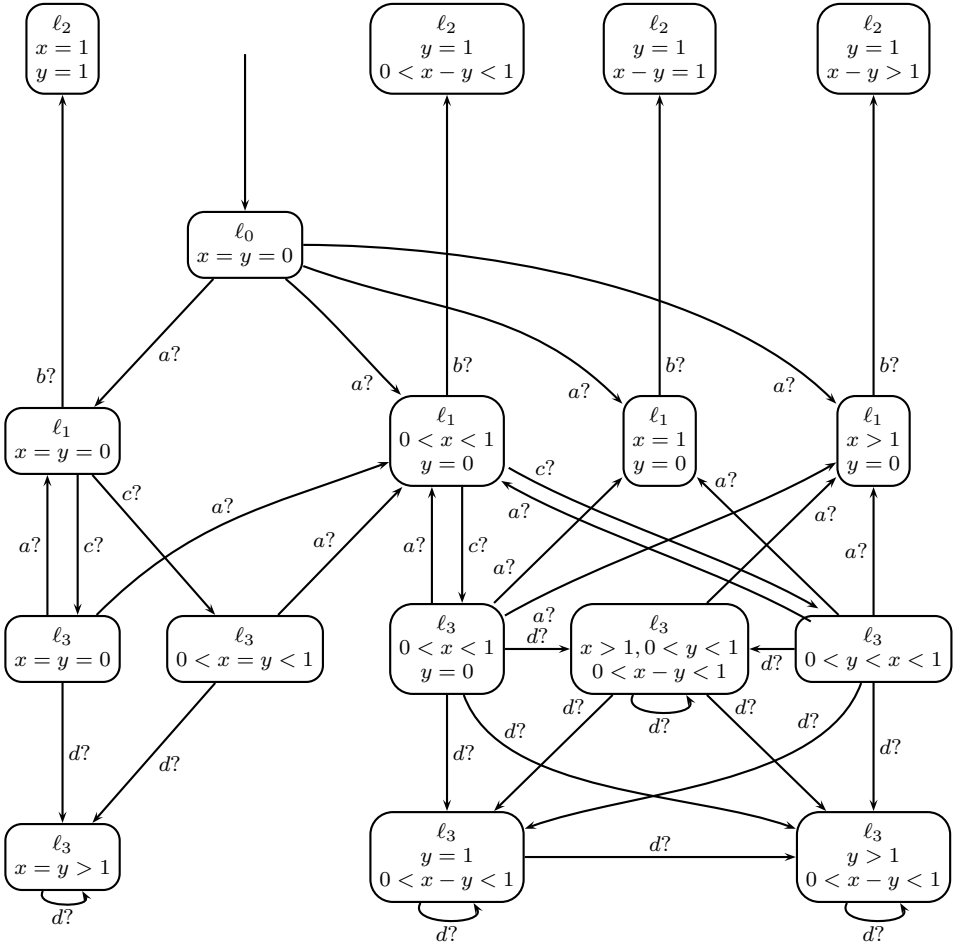 ℓ2
x = 1
y = 1
ℓ2
y = 1
0 < x − y < 1
ℓ2
y = 1
x − y = 1
ℓ2
y = 1
x − y > 1
ℓ0
x = y = 0
a?
a?
a?
a?
b?
b?
b?
b?
ℓ1
x = y = 0
ℓ1
0 < x < 1
y = 0
ℓ1
x = 1
y = 0
ℓ1
x > 1
y = 0
a?
c?
c?
a?
a?
a?
c?
c?
a?
a?
a?
a?
a?
a?
ℓ3
x = y = 0
ℓ3
0 < x = y < 1
ℓ3
0 < x < 1
y = 0
d?
ℓ3
x > 1, 0 < y < 1
0 < x − y < 1
d?
ℓ3
0 < y < x < 1
d?
d?
d?
d?
d?
d?
d?
d?
d?
ℓ3
x = y > 1
d?
ℓ3
y = 1
0 < x − y < 1
d?
d?
ℓ3
y > 1
0 < x − y < 1
d?